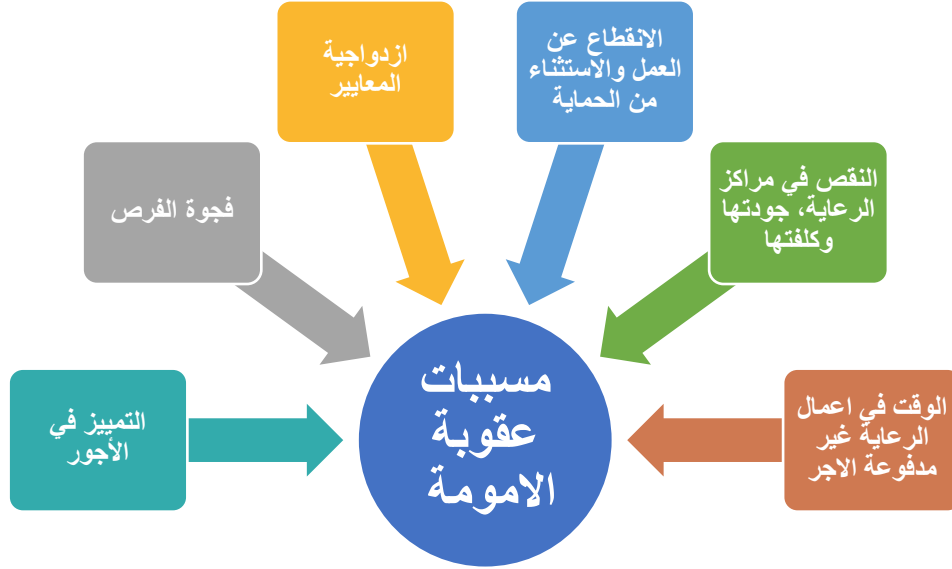 الانقطاع عن
العمل والاستثناء
من الحماية
ازدواجية
المعايير
النقص في مراكز
الرعاية، جودتها
وكلفتها
فجوة الفرص
مسببات
عقوبة
الامومة
الوقت في اعمال
الرعاية غير
مدفوعة الاجر
التمييز في
الأجور